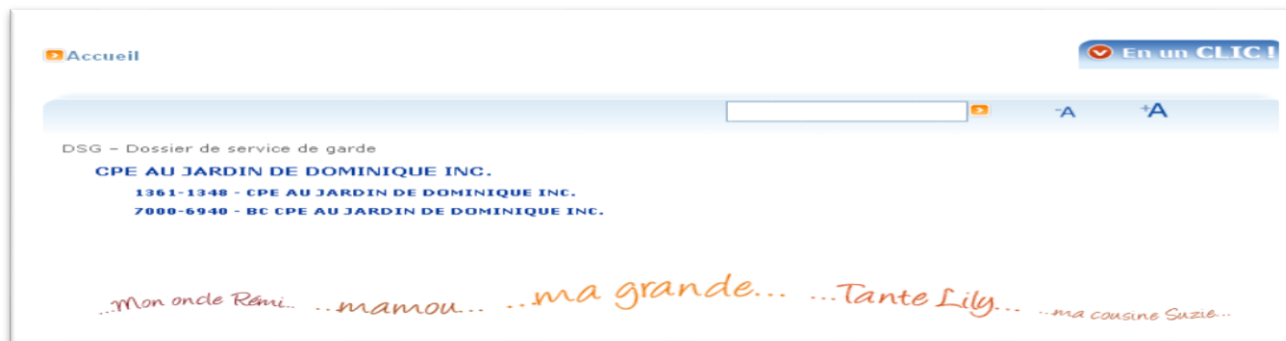 Accueil
En un CLIC !
-A +A
DSG – Dossier de service de garde
CPE AU JARDIN DE DOMINIQUE INC.
1361-1348 - CPE AU JARDIN DE DOMINIQUE INC.
7000-6940 - BC CPE AU JARDIN DE DOMINIQUE INC.
...Mon oncle Rémi... ...mamou... ...ma grande... ...Tante Lily... ...ma cousine Suzie...